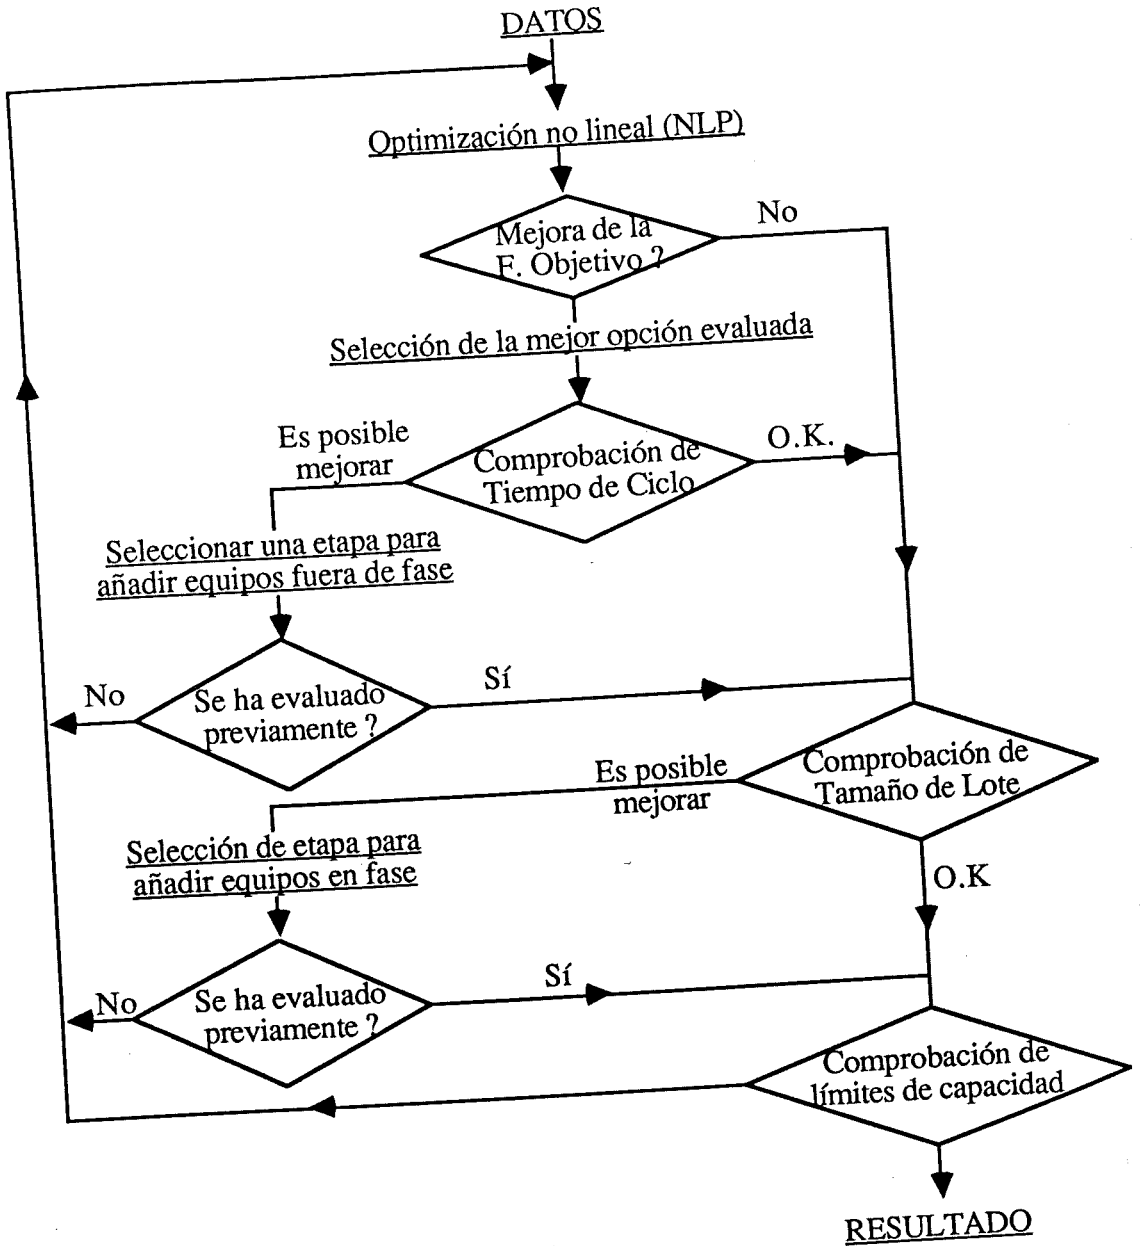 DATOS
Optimización no lineal (NLP)
No
Mejora de la
F. Objetivo ?
Selección de la mejor opción evaluada
Es posible
mejorar
O.K.
Comprobación de
Tiempo de Ciclo
Seleccionar una etapa para
añadir equipos fuera de fase
No
Sí
Se ha evaluado
previamente ?
Es posible
mejorar
Comprobación de
Tamaño de Lote
Selección de etapa para
añadir equipos en fase
O.K
No
Sí
Se ha evaluado
previamente ?
Comprobación de
límites de capacidad
RESULTADO